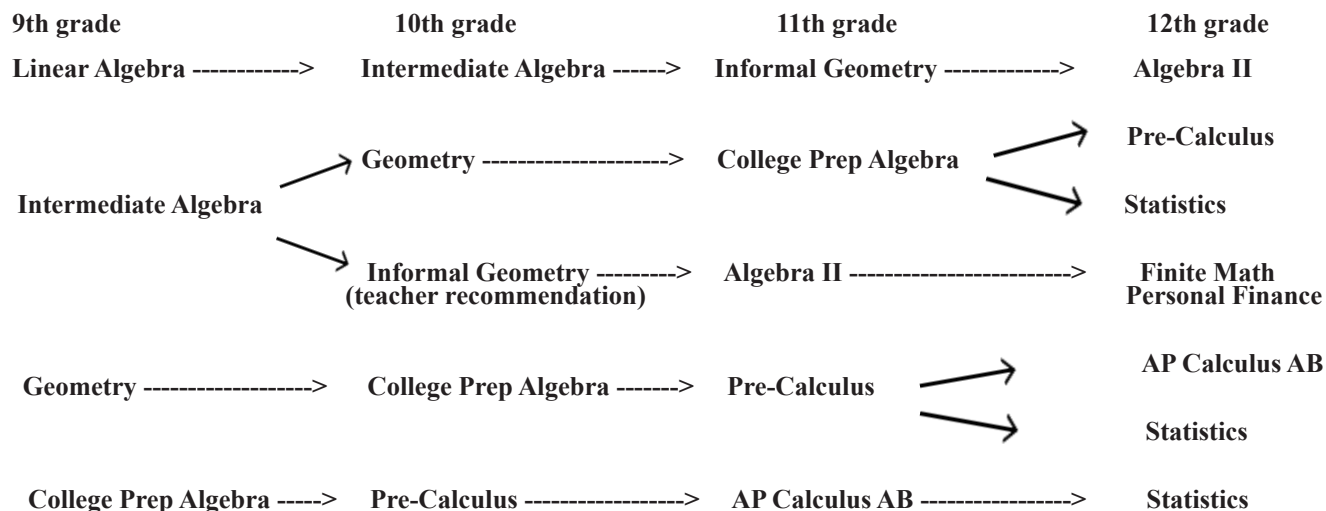 9th grade 10th grade 11th grade 12th grade
Linear Algebra ------------> Intermediate Algebra ------> Informal Geometry -------------> Algebra II
Pre-Calculus
Geometry ---------------------> College Prep Algebra
Intermediate Algebra Statistics
Informal Geometry ---------> Algebra II ------------------------> Finite Math
(teacher recommendation) Personal Finance
AP Calculus AB
Geometry -------------------> College Prep Algebra -------> Pre-Calculus
Statistics
College Prep Algebra -----> Pre-Calculus ------------------> AP Calculus AB -----------------> Statistics